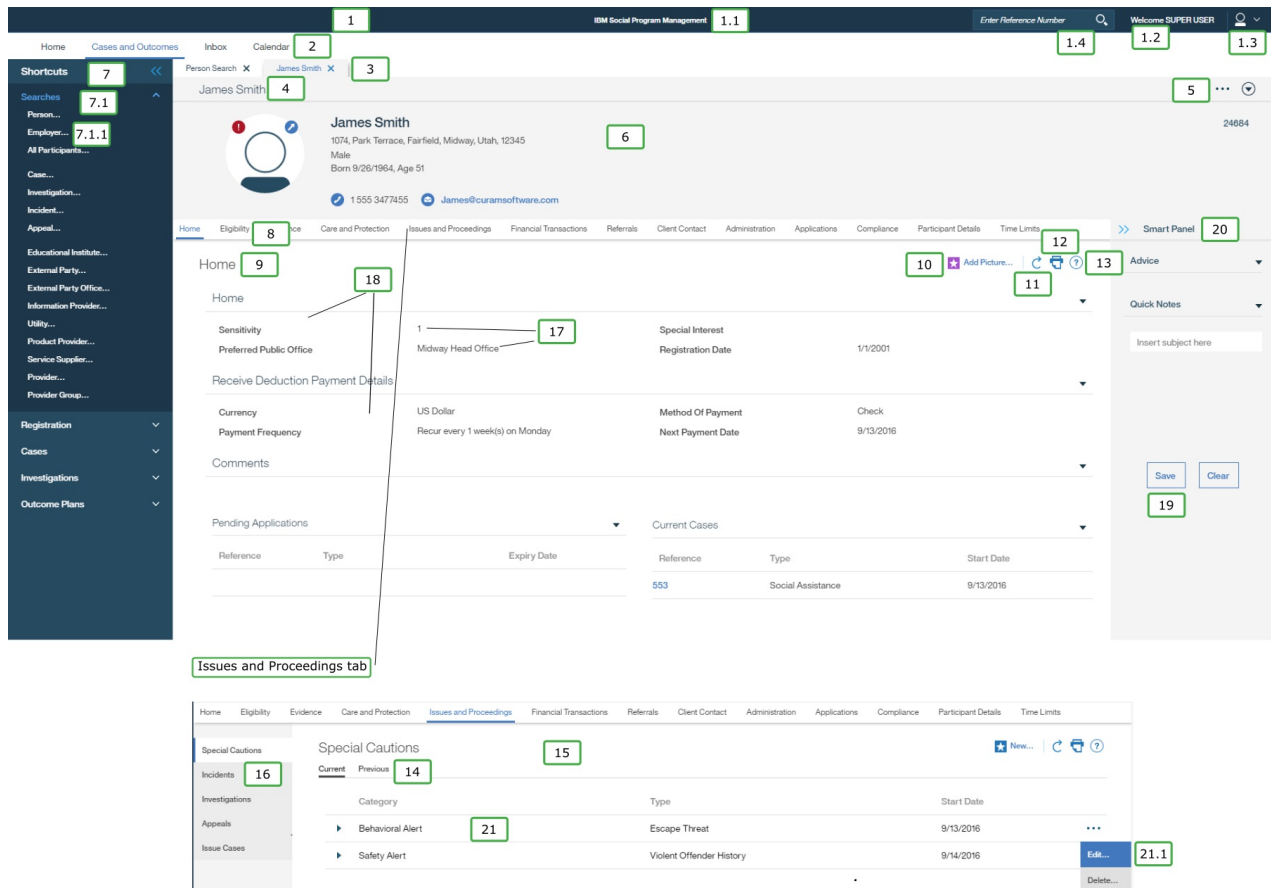 1 IBM Social Program Management 1.1 Enter Reference Number 1.4 Welcome SUPER USER 1.2 1.3
Home Cases and Outcomes Inbox Calendar 2
Shortcuts 7
Person Search X James Smith X 3
James Smith 4 5 ...
Searches 7.1
Person...
Employer... 7.1.1
All Participants...
Case...
Investigation...
Incident...
Appeal...
Educational Institute...
External Party...
External Party Office...
Information Provider...
Utility...
Product Provider...
Service Supplier...
Provider...
Provider Group...
Registration
Cases
Investigations
Outcome Plans
James Smith 24684
1074, Park Terrace, Fairfield, Midway, Utah, 12345 6
Male
Born 9/26/1964, Age 51
1 555 3477455 James@curamsoftware.com
Home Eligibility 8 Care and Protection Issues and Proceedings Financial Transactions Referrals Client Contact Administration Applications Compliance Participant Details Time Limits
12
Home 9 10 Add Picture... 11 ? 13
18
Home
Sensitivity 1 17 Special Interest
Preferred Public Office Midway Head Office Registration Date 1/1/2001
Receive Deduction Payment Details
Currency US Dollar Method Of Payment Check
Payment Frequency Recur every 1 week(s) on Monday Next Payment Date 9/13/2016
Comments
Pending Applications
Reference Type Expiry Date
Current Cases
Reference Type Start Date
553 Social Assistance 9/13/2016
Smart Panel 20
Advice
Quick Notes
Insert subject here
Save Clear
19
Issues and Proceedings tab
Home Eligibility Evidence Care and Protection Issues and Proceedings Financial Transactions Referrals Client Contact Administration Applications Compliance Participant Details Time Limits
Special Cautions
Incidents 16
Investigations
Appeals
Issue Cases
Special Cautions 15 New... ?
Current Previous 14
Category Type Start Date
Behavioral Alert 21 Escape Threat 9/13/2016 ...
Safety Alert Violent Offender History 9/14/2016 Edit... 21.1
Delete...